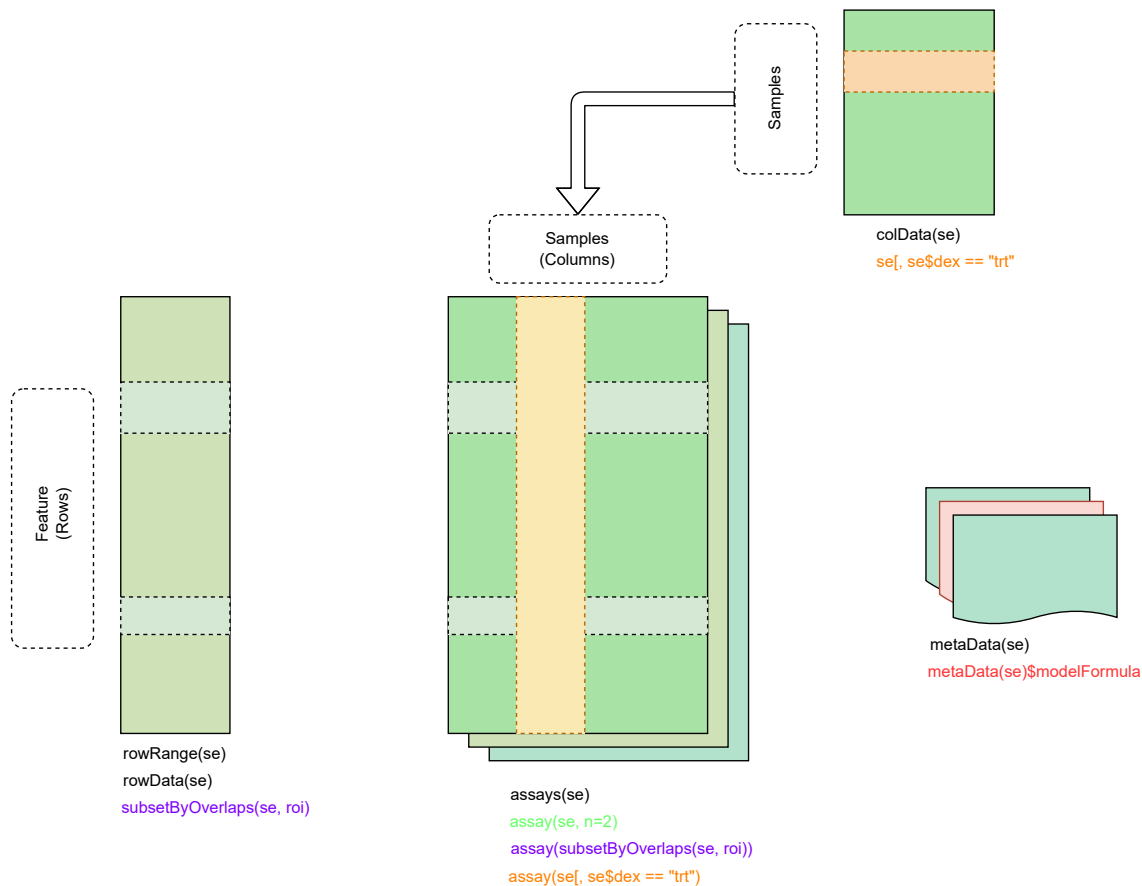 Samples
colData(se)
se[, se$dex == "trt"
Samples
(Columns)
Feature
(Rows)
rowRange(se)
rowData(se)
subsetByOverlaps(se, roi)
assays(se)
assay(se, n=2)
assay(subsetByOverlaps(se, roi))
assay(se[, se$dex == "trt")
metaData(se)
metaData(se)$modelFormula